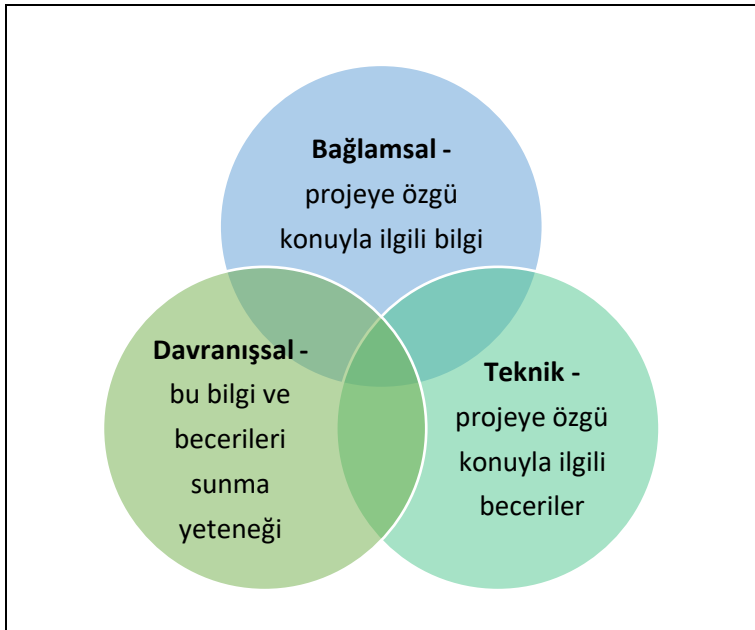 Bağlamsal -
projeye özgü
konuyla ilgili bilgi
Davranışsal -
bu bilgi ve
becerileri
sunma
yeteneği
Teknik -
projeye özgü
konuyla ilgili
beceriler